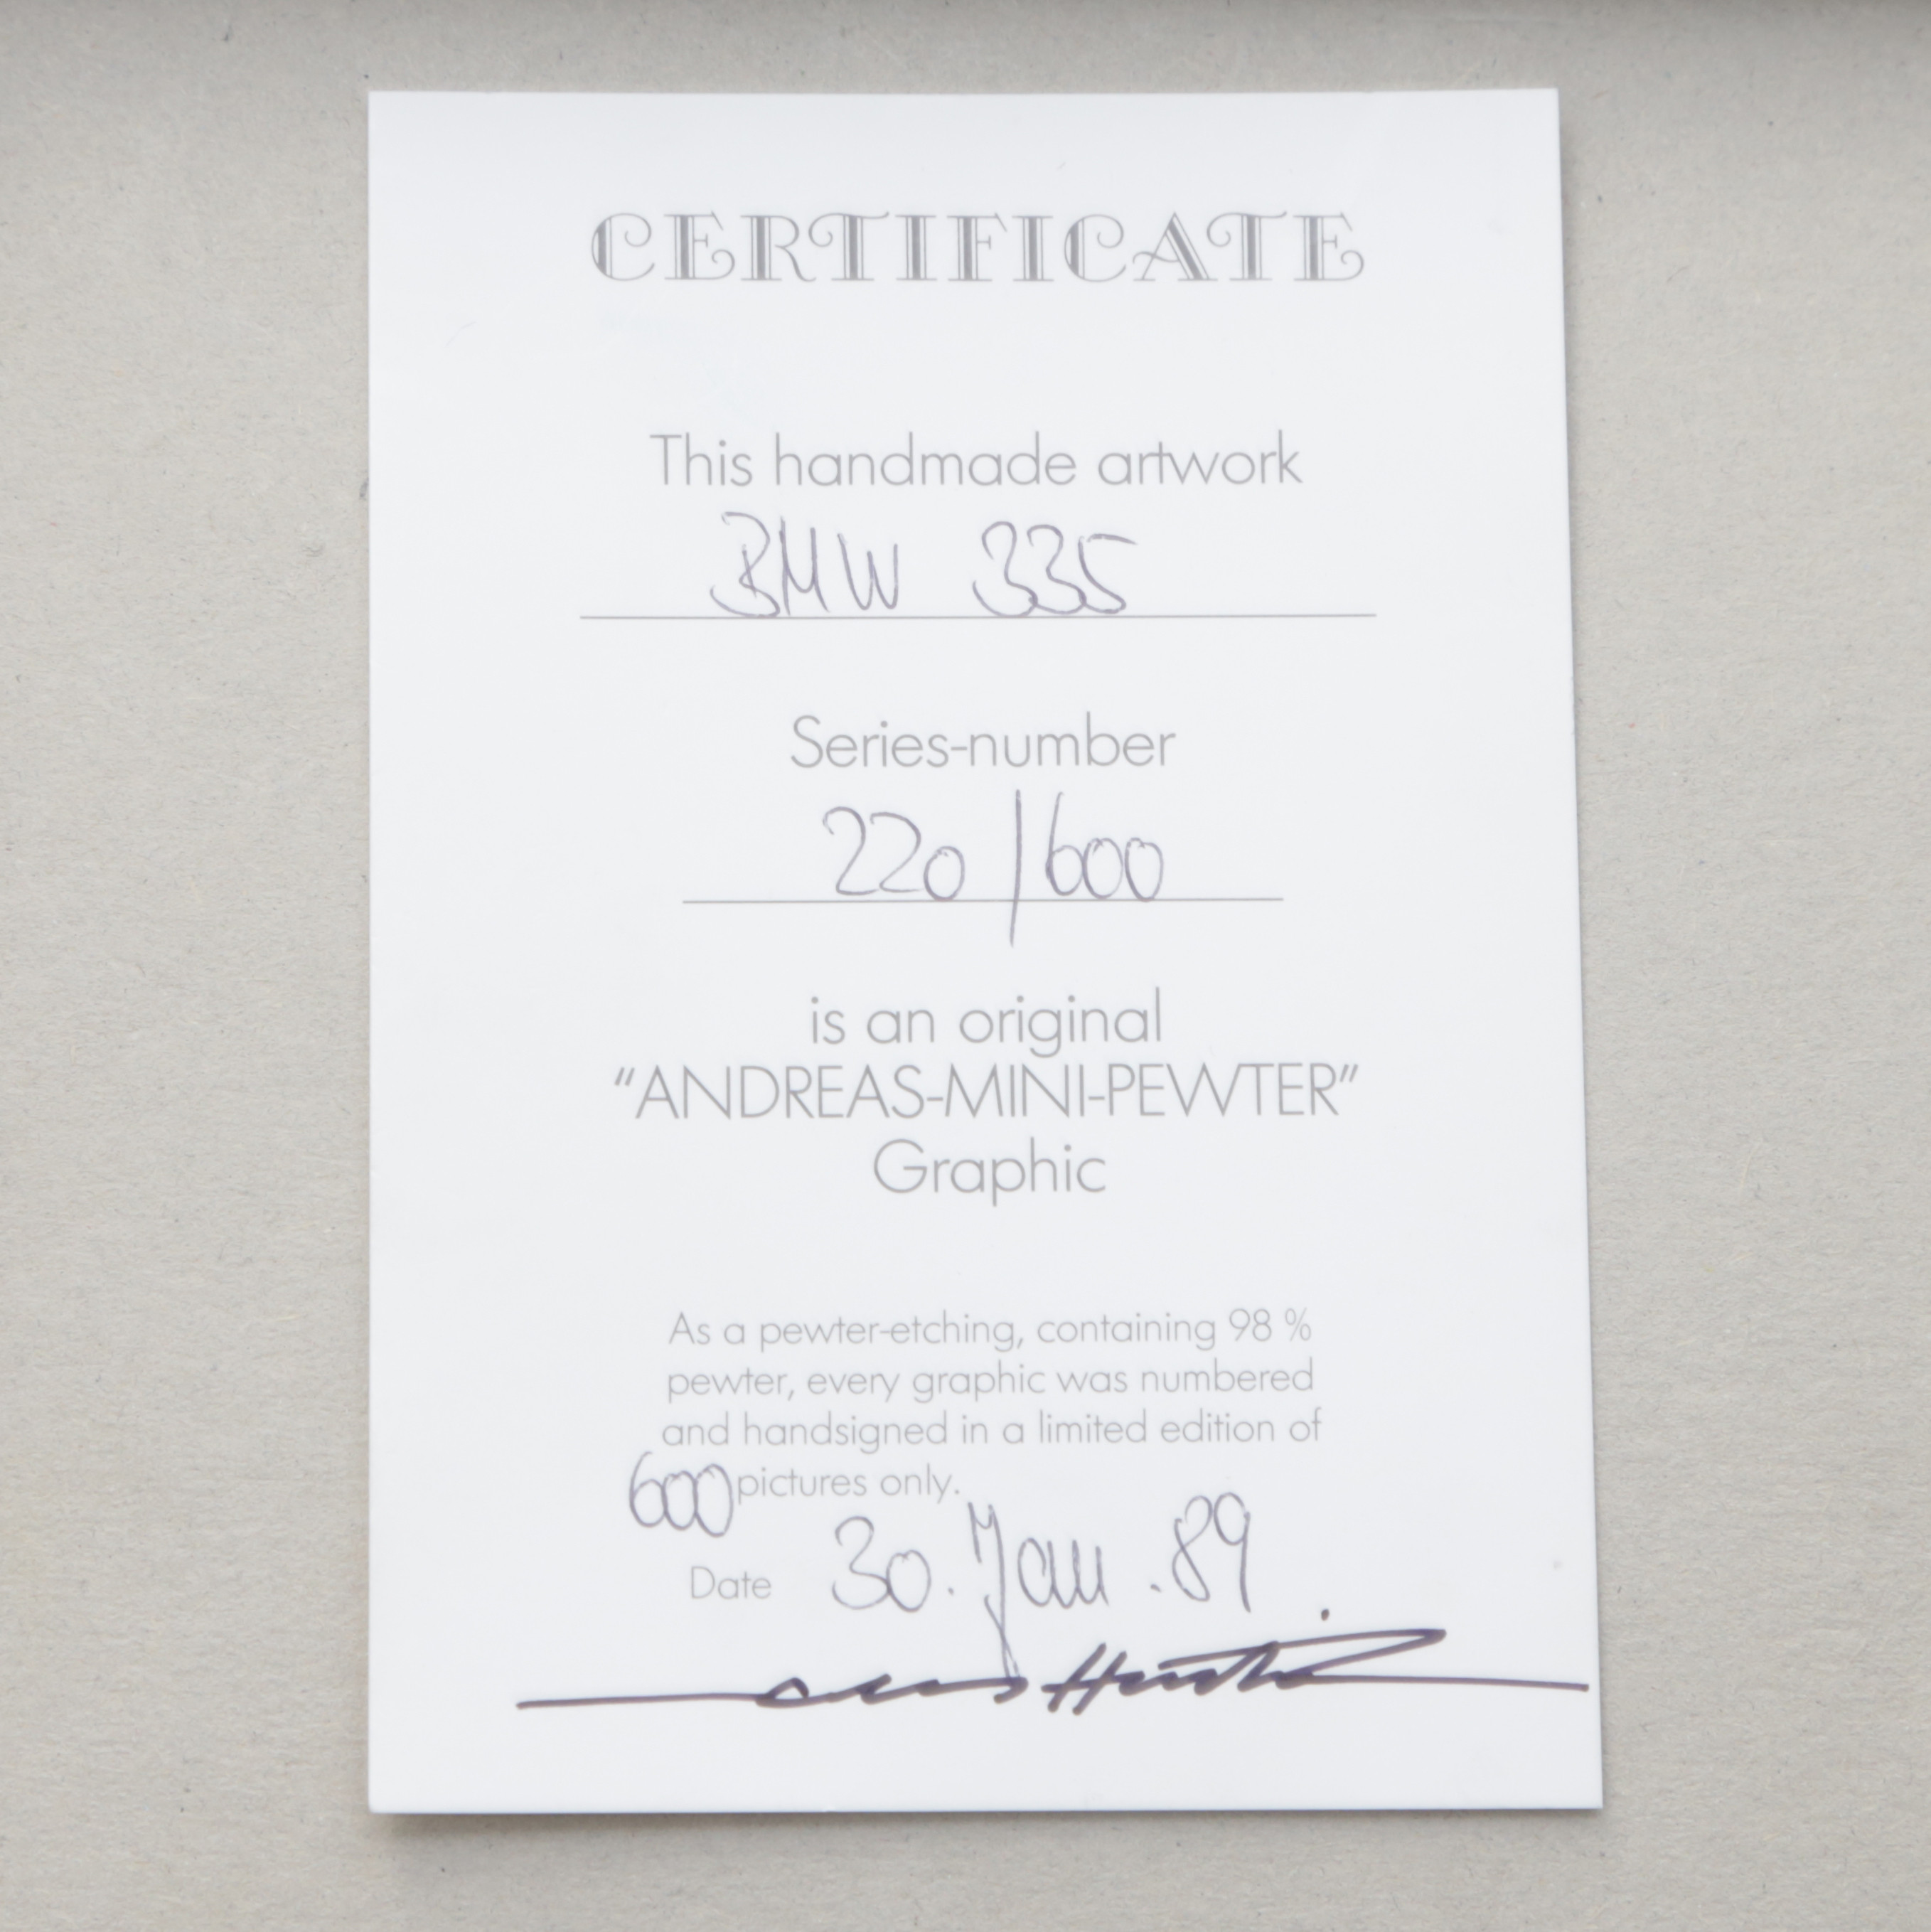 CERTIFICATE
This handmade artwork
BMW 335
Series-number
220/600
is an original
"ANDREAS-MINI-PEWTER"
Graphic
As a pewter-etching, containing 98 %
pewter, every graphic was numbered
and handsigned in a limited edition of
600 pictures only.
Date 30. Jan. 89